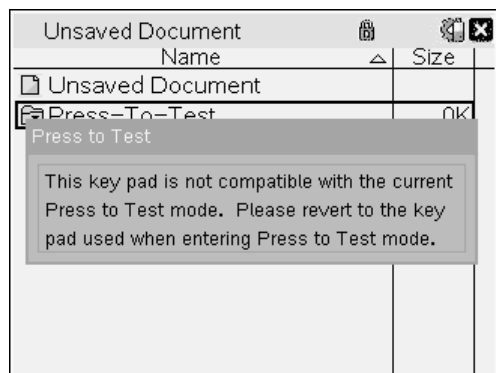 Unsaved Document
Name Size
Unsaved Document
Press-To-Test 0K
Press to Test
This key pad is not compatible with the current
Press to Test mode. Please revert to the key
pad used when entering Press to Test mode.